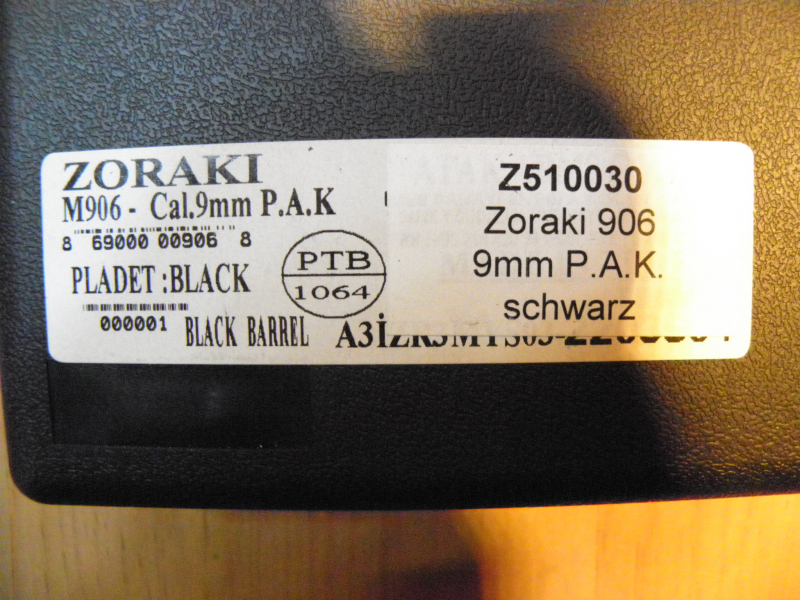 ZORAKI
M906 - Cal.9mm P.A.K
8 69000 00906 8
PLADET :BLACK
000001
BLACK BARREL
PTB
1064
Z510030
Zoraki 906
9mm P.A.K.
schwarz